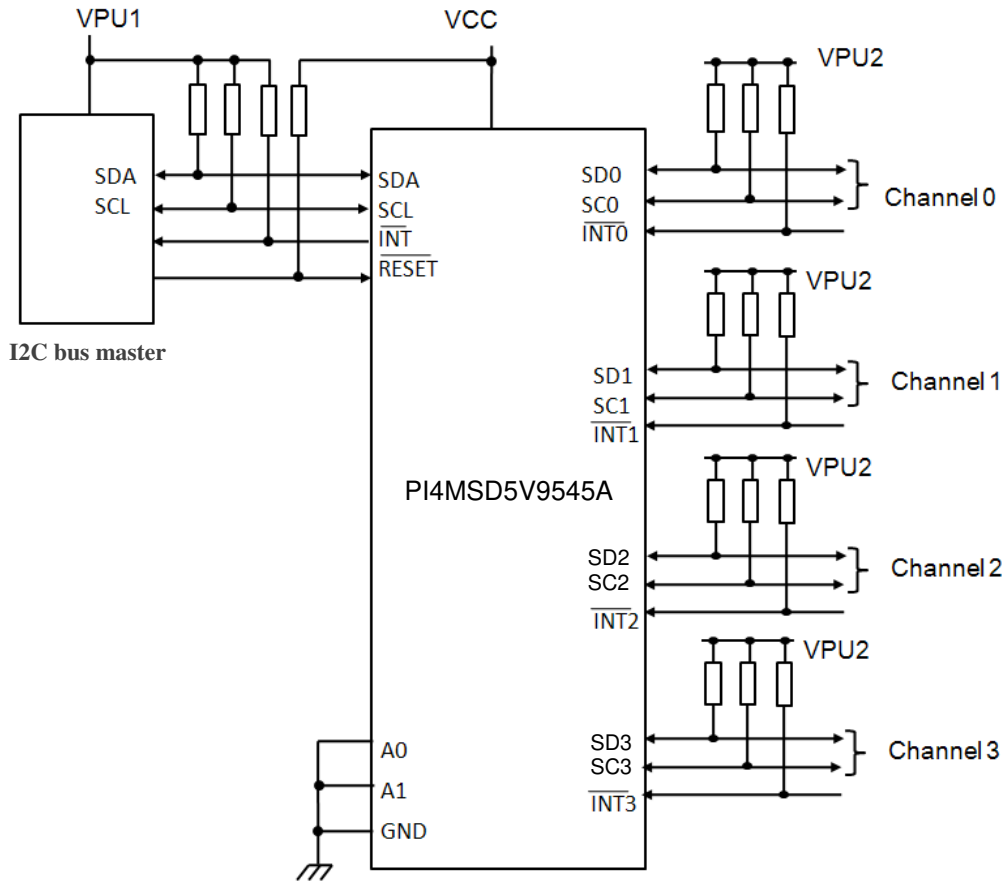 VPU1
VCC
SDA
SCL
I2C bus master
SDA
SCL
INT
RESET
PI4MSD5V9545A
A0
A1
GND
SD0
SC0
INT0
VPU2
Channel 0
SD1
SC1
INT1
VPU2
Channel 1
SD2
SC2
INT2
VPU2
Channel 2
SD3
SC3
INT3
VPU2
Channel 3